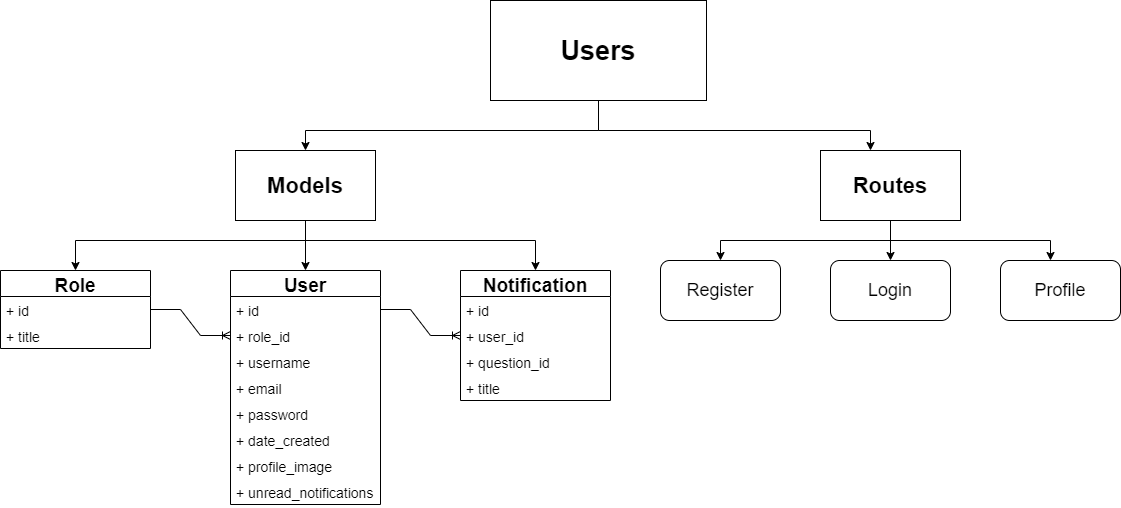 Users
Models
Routes
Role
+ id
+ title
User
+ id
+ role_id
+ username
+ email
+ password
+ date_created
+ profile_image
+ unread_notifications
Notification
+ id
+ user_id
+ question_id
+ title
Register
Login
Profile